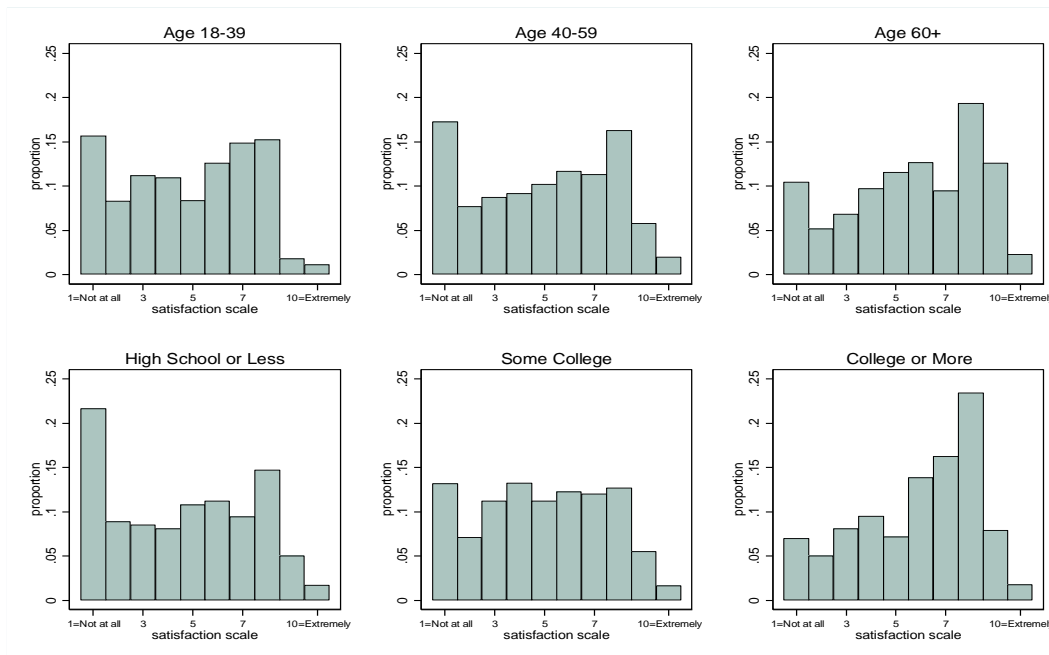 Age 18-39
Age 40-59
Age 60+
.25
.2
.15
.1
.05
0
proportion
1=Not at all 3 5 7 10=Extremely
satisfaction scale
.25
.2
.15
.1
.05
0
proportion
1=Not at all 3 5 7 10=Extremely
satisfaction scale
.25
.2
.15
.1
.05
0
proportion
1=Not at all 3 5 7 10=Extremely
satisfaction scale
High School or Less
Some College
College or More
.25
.2
.15
.1
.05
0
proportion
1=Not at all 3 5 7 10=Extremely
satisfaction scale
.25
.2
.15
.1
.05
0
proportion
1=Not at all 3 5 7 10=Extremely
satisfaction scale
.25
.2
.15
.1
.05
0
proportion
1=Not at all 3 5 7 10=Extremely
satisfaction scale